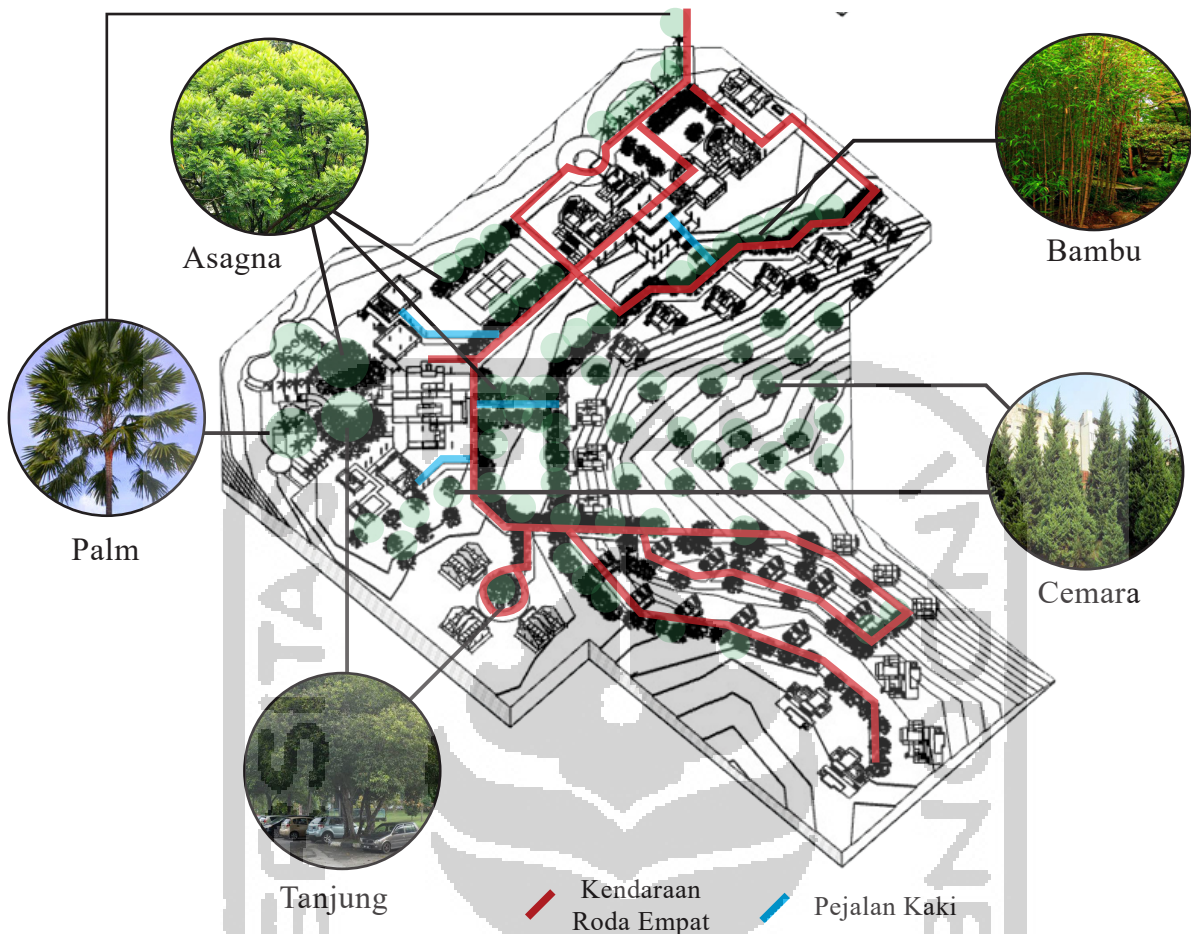 Asagna
Bambu
Palm
Cemara
Tanjung
Kendaraan
Roda Empat
Pejalan Kaki